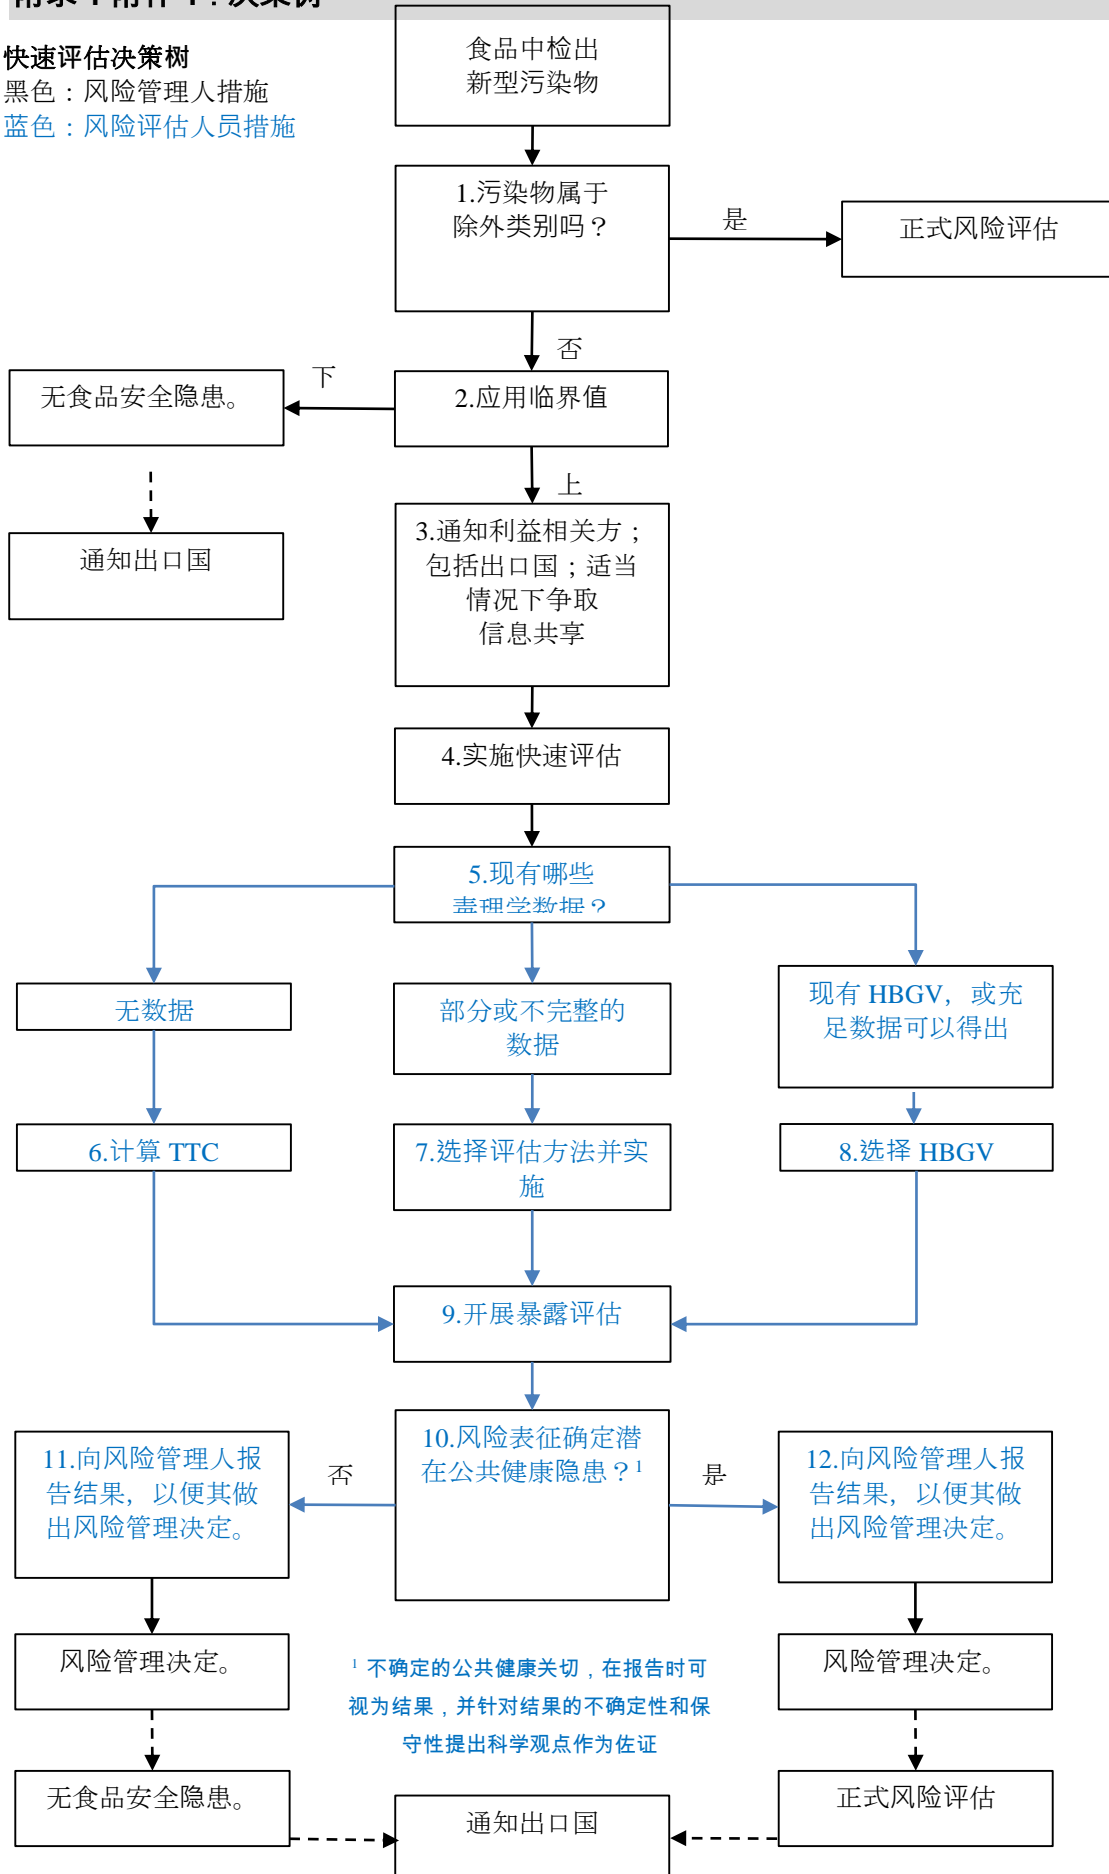 快速评估决策树
黑色：风险管理人措施
蓝色：风险评估人员措施
食品中检出
新型污染物
1.污染物属于
除外类别吗？
是
正式风险评估
否
下
无食品安全隐患。
2.应用临界值
上
通知出口国
3.通知利益相关方；
包括出口国；适当
情况下争取
信息共享
4.实施快速评估
5.现有哪些
毒理学数据？
无数据
部分或不完整的
数据
现有 HBGV，或充
足数据可以得出
6.计算 TTC
7.选择评估方法并实
施
8.选择 HBGV
9.开展暴露评估
10.风险表征确定潜
在公共健康隐患？¹
否
是
11.向风险管理人报
告结果，以便其做
出风险管理决定。
12.向风险管理人报
告结果，以便其做
出风险管理决定。
风险管理决定。
风险管理决定。
¹ 不确定的公共健康关切，在报告时可
视为结果，并针对结果的不确定性和保
守性提出科学观点作为佐证
无食品安全隐患。
通知出口国
正式风险评估